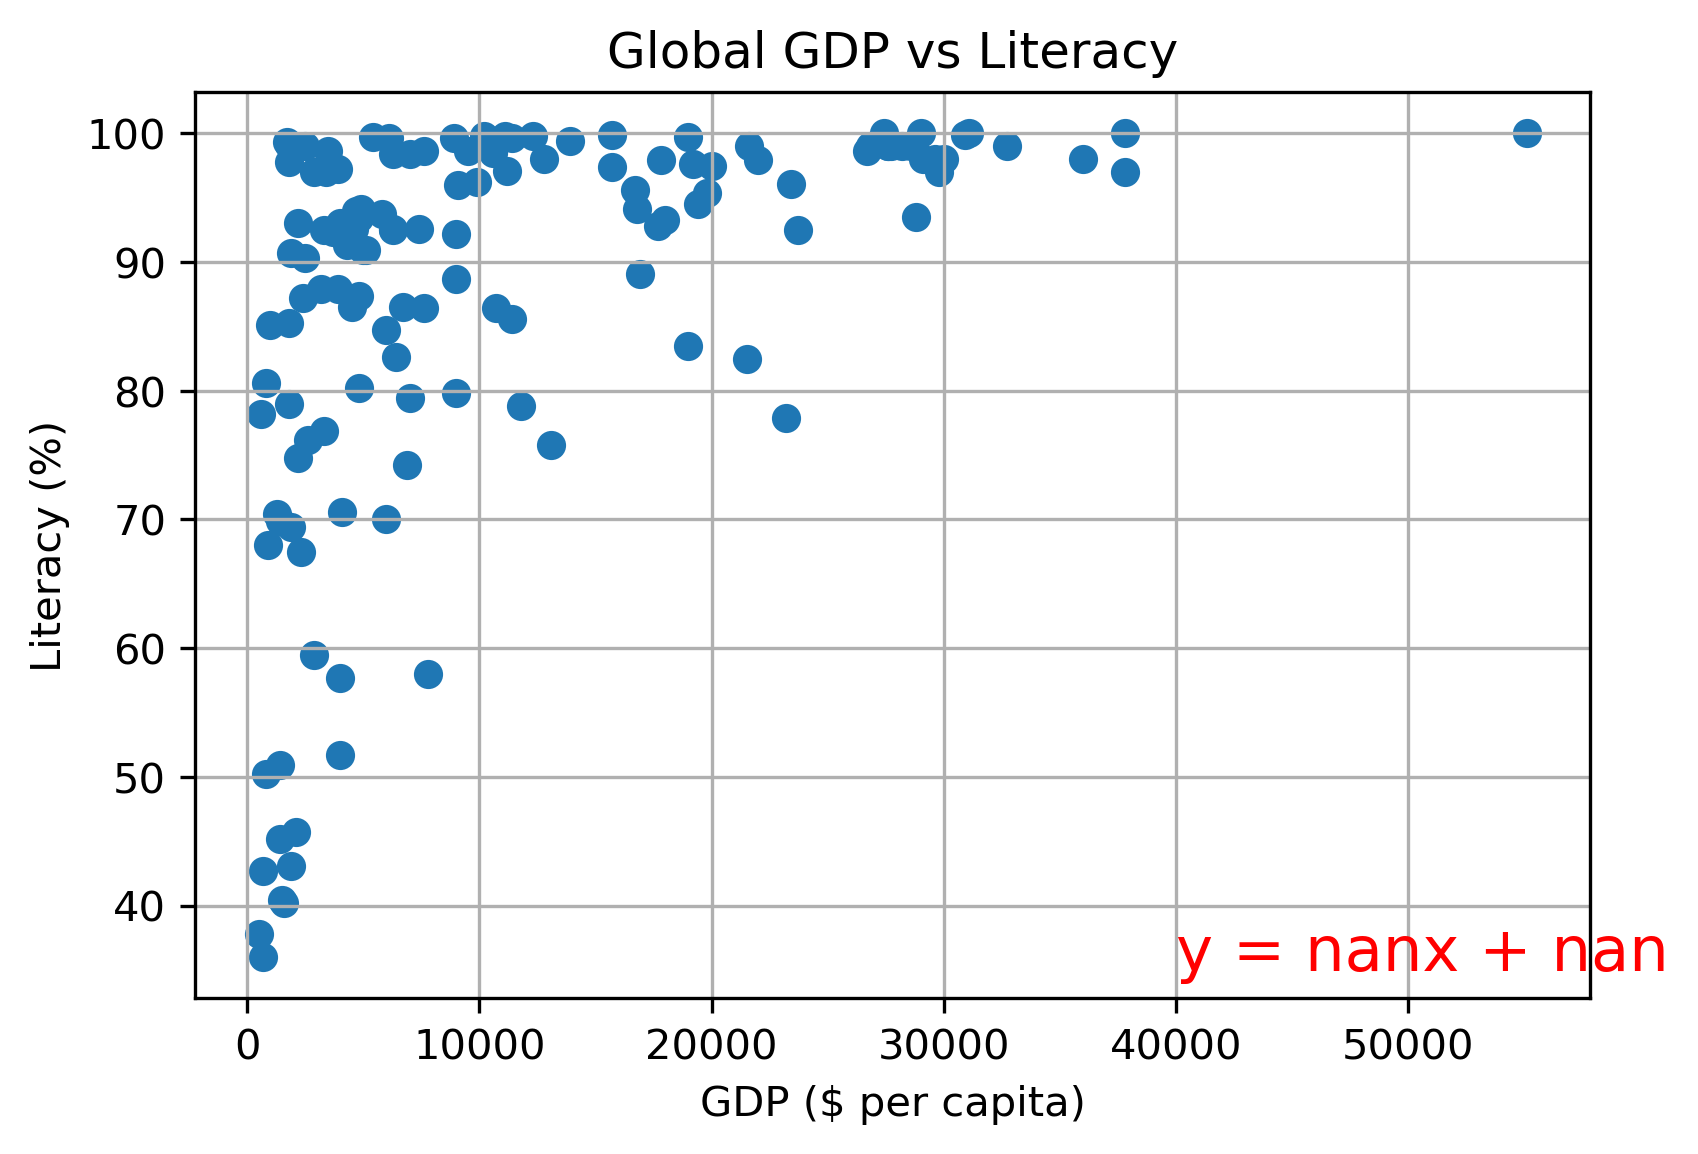 Global GDP vs Literacy
100
90
80
70
60
50
40
Literacy (%)
y = nanx + nan
0 10000 20000 30000 40000 50000
GDP ($ per capita)